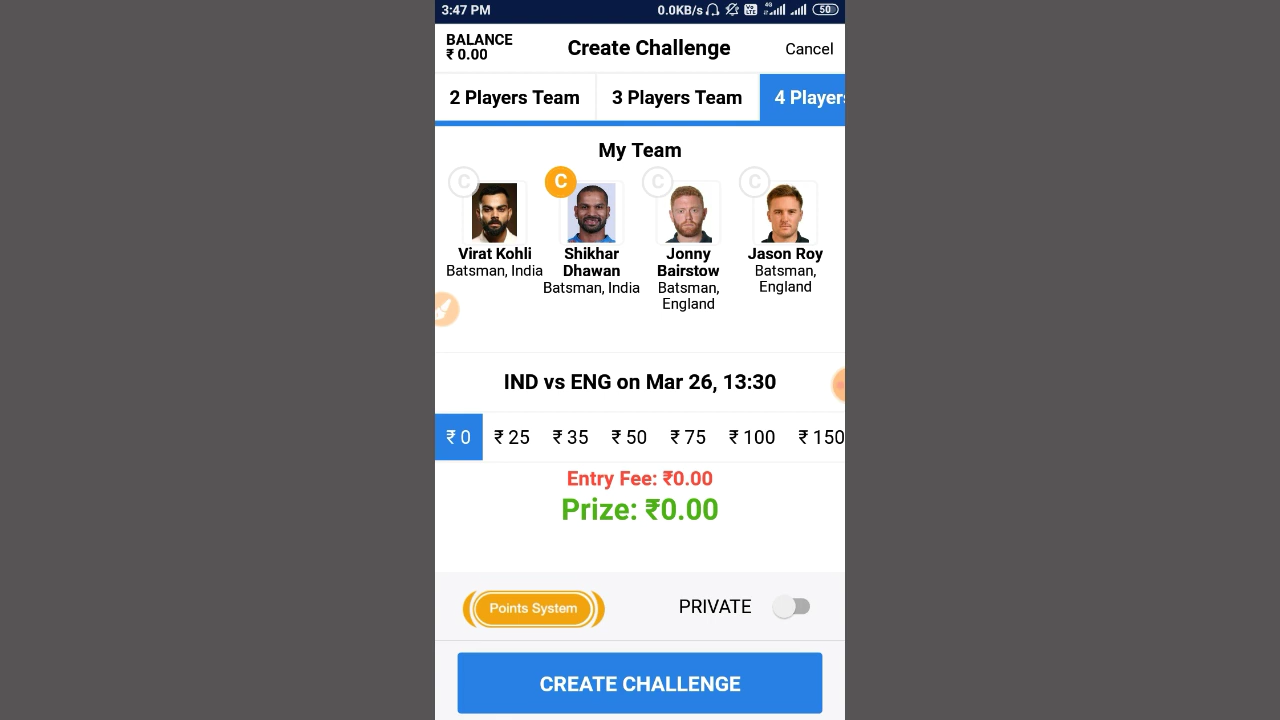 3:47 PM
0.0KB/s
Vo
LTE
4G
50
BALANCE
₹ 0.00
Create Challenge
Cancel
2 Players Team
3 Players Team
4 Players
My Team
C
C
C
C
Virat Kohli
Batsman, India
Shikhar
Dhawan
Batsman, India
Jonny
Bairstow
Batsman,
England
Jason Roy
Batsman,
England
IND vs ENG on Mar 26, 13:30
₹ 0
₹ 25
₹ 35
₹ 50
₹ 75
₹ 100
₹ 150
Entry Fee: ₹0.00
Prize: ₹0.00
Points System
PRIVATE
CREATE CHALLENGE